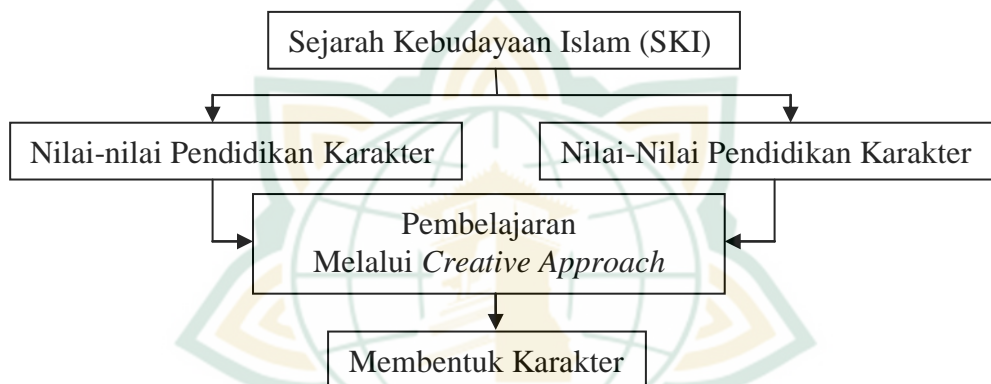 Sejarah Kebudayaan Islam (SKI)
Nilai-nilai Pendidikan Karakter
Nilai-Nilai Pendidikan Karakter
Pembelajaran
Melalui Creative Approach
Membentuk Karakter